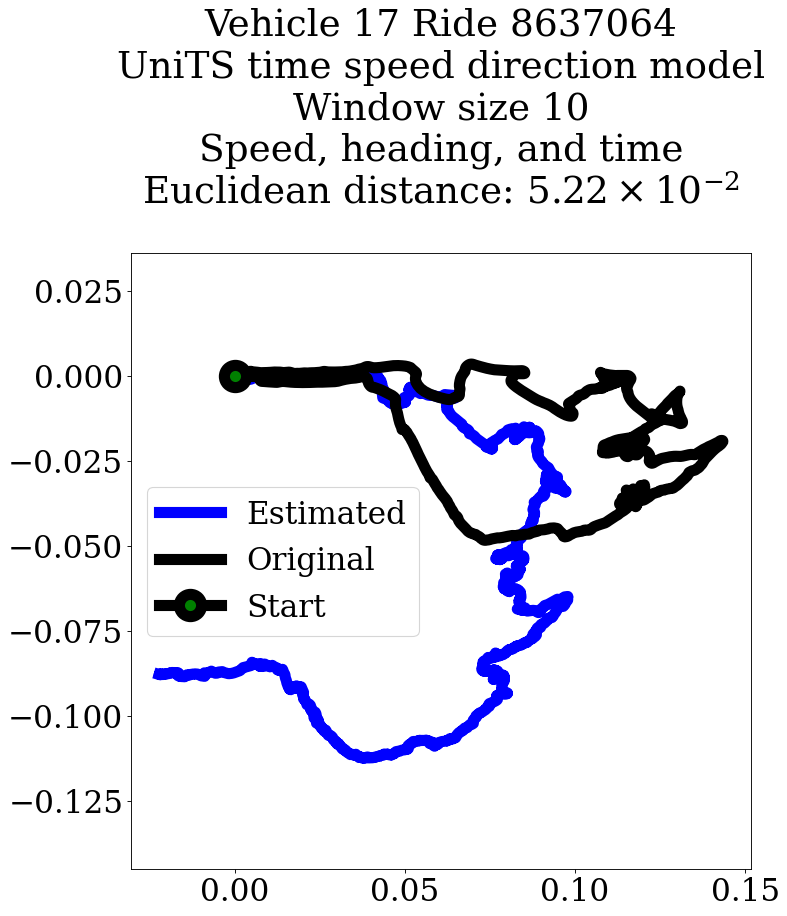 Vehicle 17 Ride 8637064
UniTS time speed direction model
Window size 10
Speed, heading, and time
Euclidean distance: 5.22 × 10⁻²
0.025
0.000
−0.025
−0.050
−0.075
−0.100
−0.125
Estimated
Original
Start
0.00 0.05 0.10 0.15